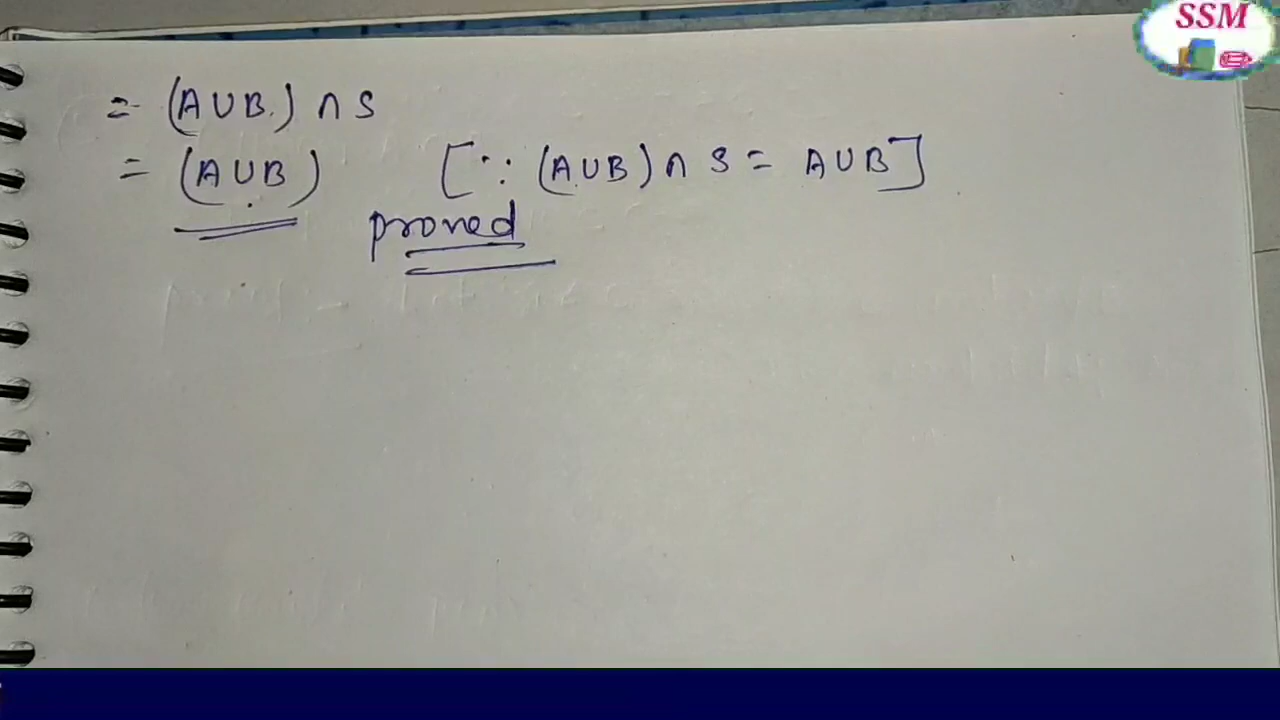 SSM
= (A∪B) ∩ S
= (A∪B) [∵ (A∪B) ∩ S = A∪B]
proved